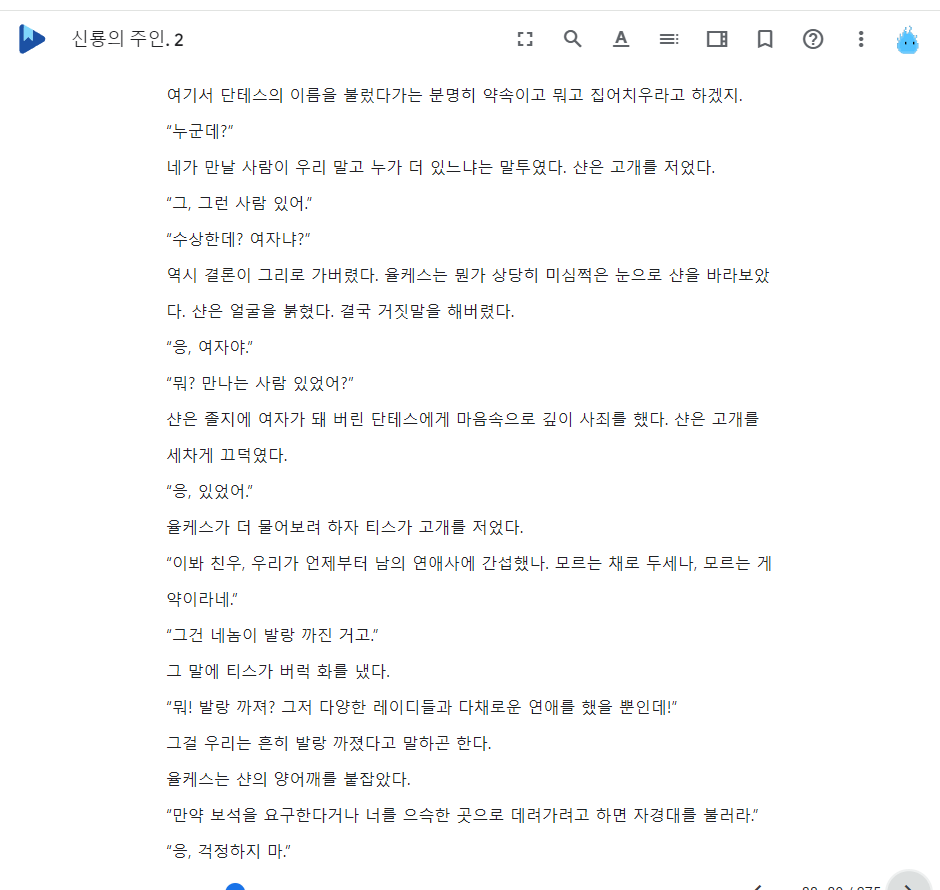 신룡의 주인. 2
여기서 단테스의 이름을 불렀다가는 분명히 약속이고 뭐고 집어치우라고 하겠지.
“누군데?”
네가 만날 사람이 우리 말고 누가 더 있느냐는 말투였다. 샨은 고개를 저었다.
“그, 그런 사람 있어.”
“수상한데? 여자냐?”
역시 결론이 그리로 가버렸다. 율케스는 뭔가 상당히 미심쩍은 눈으로 샨을 바라보았
다. 샨은 얼굴을 붉혔다. 결국 거짓말을 해버렸다.
“응, 여자야.”
“뭐? 만나는 사람 있었어?”
샨은 졸지에 여자가 돼 버린 단테스에게 마음속으로 깊이 사죄를 했다. 샨은 고개를
세차게 끄덕였다.
“응, 있었어.”
율케스가 더 물어보려 하자 티스가 고개를 저었다.
“이봐 친우, 우리가 언제부터 남의 연애사에 간섭했나. 모르는 채로 두세나, 모르는 게
약이라네.”
“그건 네놈이 발랑 까진 거고.”
그 말에 티스가 버럭 화를 냈다.
“뭐! 발랑 까져? 그저 다양한 레이디들과 다채로운 연애를 했을 뿐인데!”
그걸 우리는 흔히 발랑 까졌다고 말하곤 한다.
율케스는 샨의 양어깨를 붙잡았다.
“만약 보석을 요구한다거나 너를 으슥한 곳으로 데려가려고 하면 자경대를 불러라.”
“응, 걱정하지 마.”